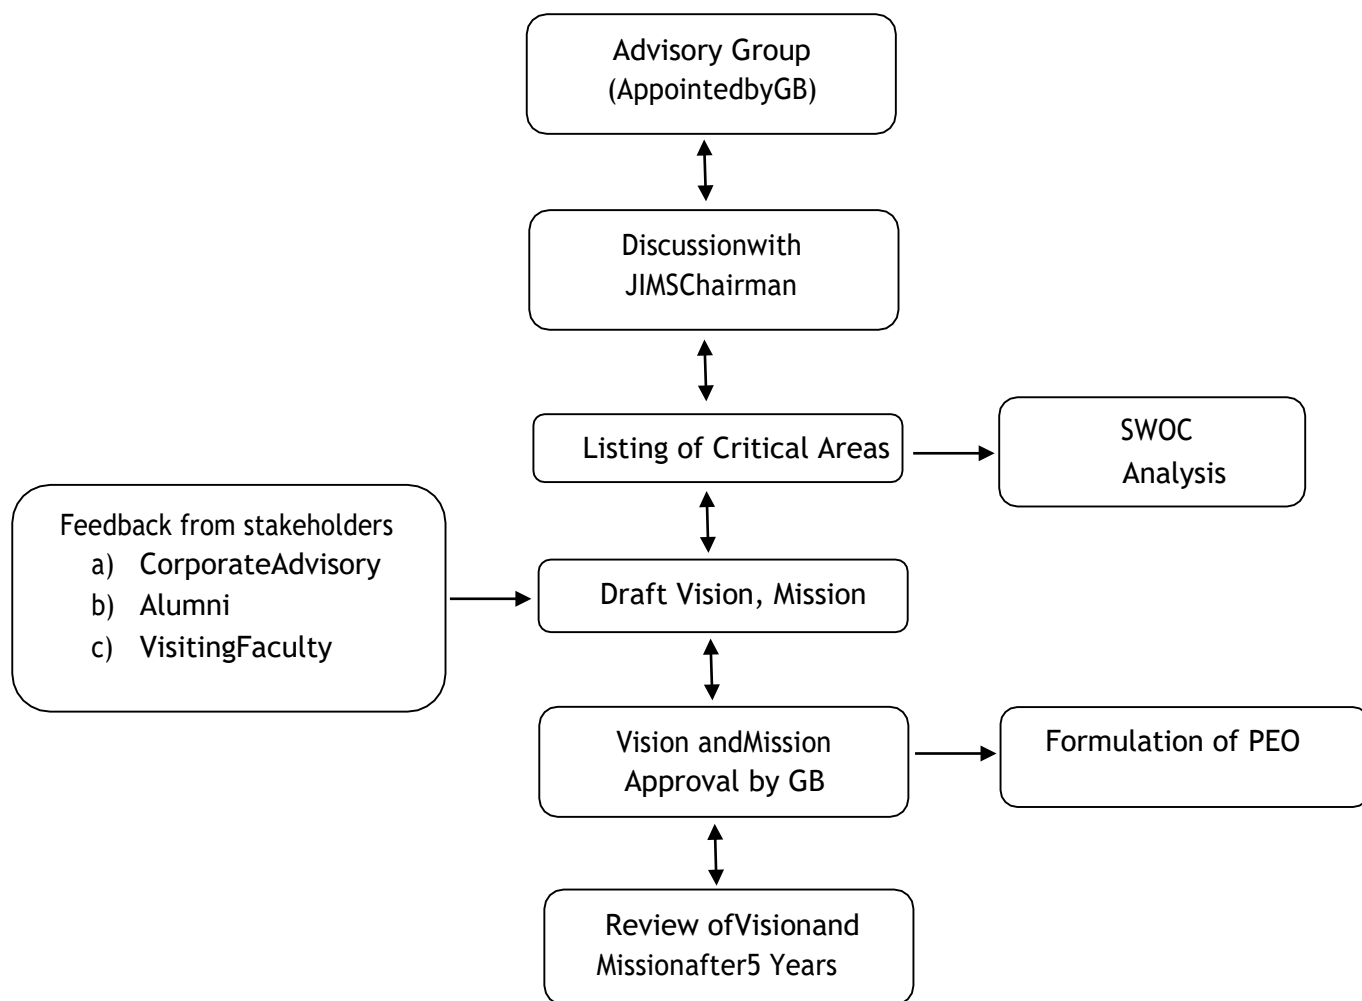 Advisory Group
(AppointedbyGB)
Discussionwith
JIMSChairman
Listing of Critical Areas
SWOC
Analysis
Feedback from stakeholders
a) CorporateAdvisory
b) Alumni
c) VisitingFaculty
Draft Vision, Mission
Vision andMission
Approval by GB
Formulation of PEO
Review ofVisionand
Missionafter5 Years